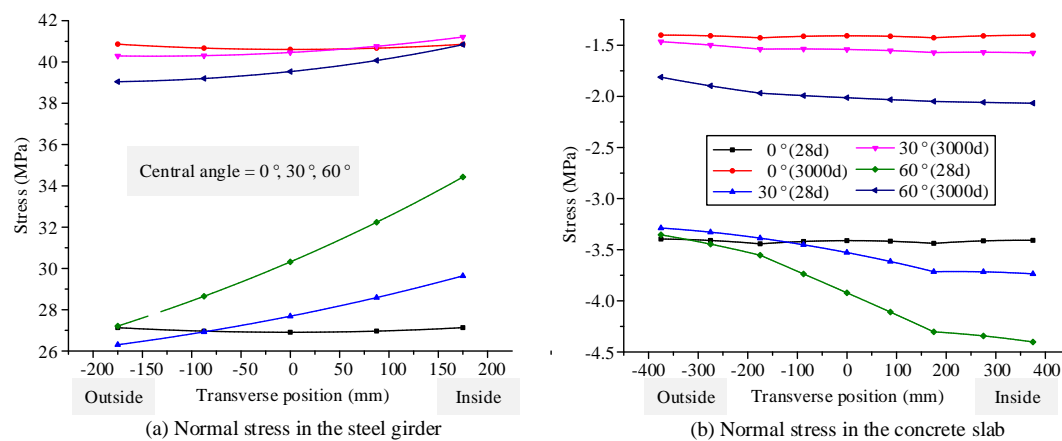 42
40
38
36
34
32
30
28
26
Stress (MPa)
Central angle = 0°, 30°, 60°
-200 -150 -100 -50 0 50 100 150 200
Outside Transverse position (mm) Inside
(a) Normal stress in the steel girder
-1.5
-2.0
-2.5
-3.0
-3.5
-4.0
-4.5
Stress (MPa)
0°(28d) 30°(3000d)
0°(3000d) 60°(28d)
30°(28d) 60°(3000d)
-400 -300 -200 -100 0 100 200 300 400
Outside Transverse position (mm) Inside
(b) Normal stress in the concrete slab